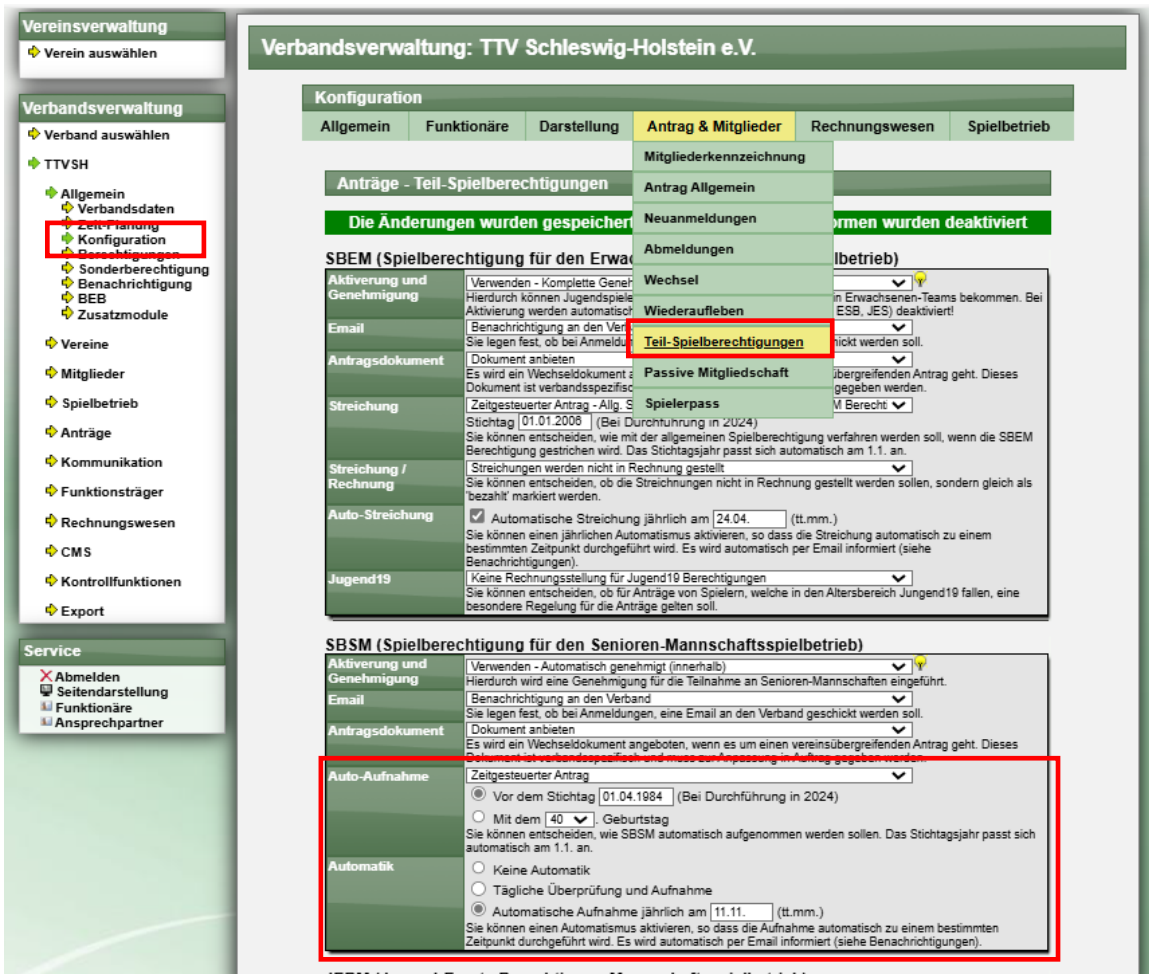 Vereinsverwaltung
Verein auswählen
Verbandsverwaltung
Verband auswählen
TTVSH
Allgemein
Verbandsdaten
Zeit-Planung
Konfiguration
Berechtigungen
Sonderberechtigung
Benachrichtigung
BEB
Zusatzmodule
Vereine
Mitglieder
Spielbetrieb
Anträge
Kommunikation
Funktionsträger
Rechnungswesen
CMS
Kontrollfunktionen
Export
Service
Abmelden
Seitendarstellung
Funktionäre
Ansprechpartner
Verbandsverwaltung: TTV Schleswig-Holstein e.V.
Konfiguration
Allgemein Funktionäre Darstellung Antrag & Mitglieder Rechnungswesen Spielbetrieb
Mitgliederkennzeichnung
Antrag Allgemein
Neuanmeldungen
Abmeldungen
Wechsel
Wiederaufleben
Teil-Spielberechtigungen
Passive Mitgliedschaft
Spielerpass
Anträge - Teil-Spielberechtigungen
Die Änderungen wurden gespeichert ormen wurden deaktiviert
SBEM (Spielberechtigung für den Erwa lbetrieb)
Aktivierung und Genehmigung
Verwenden - Komplette Geneh
Hierdurch können Jugendspiele in Erwachsenen-Teams bekommen. Bei
Aktivierung werden automatisch ESB, JES) deaktiviert!
Email
Benachrichtigung an den Ver
Sie legen fest, ob bei Anmeldu ickt werden soll.
Antragsdokument
Dokument anbieten
Es wird ein Wechseldokument a übergreifenden Antrag geht. Dieses
Dokument ist verbandsspezifisc gegeben werden.
Streichung
Zeitgesteuerter Antrag - Allg. S M Berechti
Stichtag 01.01.2006 (Bei Durchführung in 2024)
Sie können entscheiden, wie mit der allgemeinen Spielberechtigung verfahren werden soll, wenn die SBEM
Berechtigung gestrichen wird. Das Stichtagsjahr passt sich automatisch am 1.1. an.
Streichung / Rechnung
Streichungen werden nicht in Rechnung gestellt
Sie können entscheiden, ob die Streichnungen nicht in Rechnung gestellt werden sollen, sondern gleich als
'bezahlt' markiert werden.
Auto-Streichung
Automatische Streichung jährlich am 24.04. (tt.mm.)
Sie können einen jährlichen Automatismus aktivieren, so dass die Streichung automatisch zu einem
bestimmten Zeitpunkt durchgeführt wird. Es wird automatisch per Email informiert (siehe
Benachrichtigungen).
Jugend19
Keine Rechnungsstellung für Jugend19 Berechtigungen
Sie können entscheiden, ob für Anträge von Spielern, welche in den Altersbereich Jungend19 fallen, eine
besondere Regelung für die Anträge gelten soll.
SBSM (Spielberechtigung für den Senioren-Mannschaftsspielbetrieb)
Aktivierung und Genehmigung
Verwenden - Automatisch genehmigt (innerhalb)
Hierdurch wird eine Genehmigung für die Teilnahme an Senioren-Mannschaften eingeführt.
Email
Benachrichtigung an den Verband
Sie legen fest, ob bei Anmeldungen, eine Email an den Verband geschickt werden soll.
Antragsdokument
Dokument anbieten
Es wird ein Wechseldokument angeboten, wenn es um einen vereinsübergreifenden Antrag geht. Dieses
Dokument ist verbandsspezifisch und muss zur Anpassung in Auftrag gegeben werden.
Auto-Aufnahme
Zeitgesteuerter Antrag
Vor dem Stichtag 01.04.1984 (Bei Durchführung in 2024)
Mit dem 40 . Geburtstag
Sie können entscheiden, wie SBSM automatisch aufgenommen werden sollen. Das Stichtagsjahr passt sich
automatisch am 1.1. an.
Automatik
Keine Automatik
Tägliche Überprüfung und Aufnahme
Automatische Aufnahme jährlich am 11.11. (tt.mm.)
Sie können einen Automatismus aktivieren, so dass die Aufnahme automatisch zu einem bestimmten
Zeitpunkt durchgeführt wird. Es wird automatisch per Email informiert (siehe Benachrichtigungen).